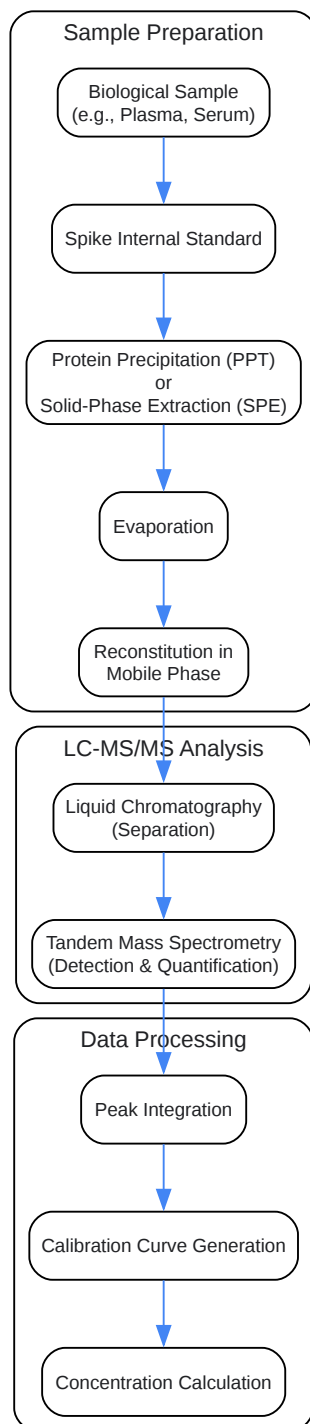 Sample Preparation
Biological Sample
(e.g., Plasma, Serum)
Spike Internal Standard
Protein Precipitation (PPT)
or
Solid-Phase Extraction (SPE)
Evaporation
Reconstitution in
Mobile Phase
LC-MS/MS Analysis
Liquid Chromatography
(Separation)
Tandem Mass Spectrometry
(Detection & Quantification)
Data Processing
Peak Integration
Calibration Curve Generation
Concentration Calculation